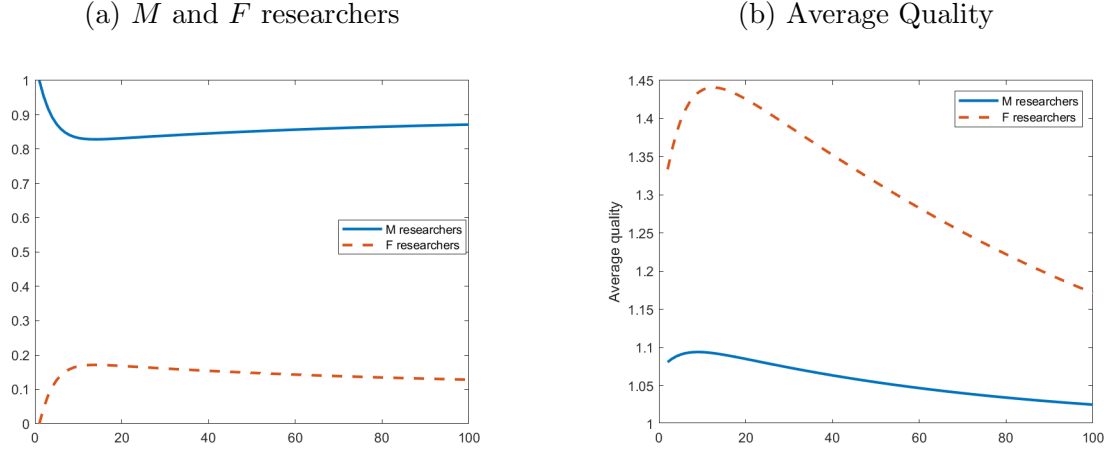 (a) M and F researchers
1
0.9
0.8
0.7
0.6
0.5
0.4
0.3
0.2
0.1
0
0 20 40 60 80 100
M researchers
F researchers
(b) Average Quality
Average quality
1.45
1.4
1.35
1.3
1.25
1.2
1.15
1.1
1.05
1
0 20 40 60 80 100
M researchers
F researchers